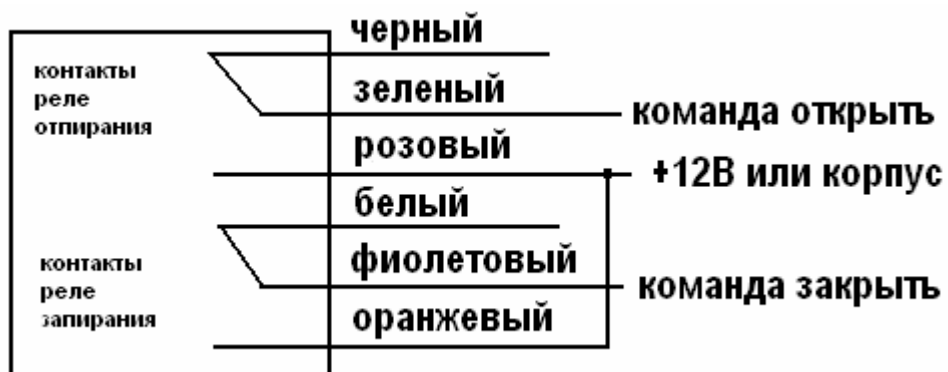 черный
контакты
реле
отпирания
зеленый
команда открыть
розовый
+12В или корпус
белый
контакты
реле
запирания
фиолетовый
команда закрыть
оранжевый